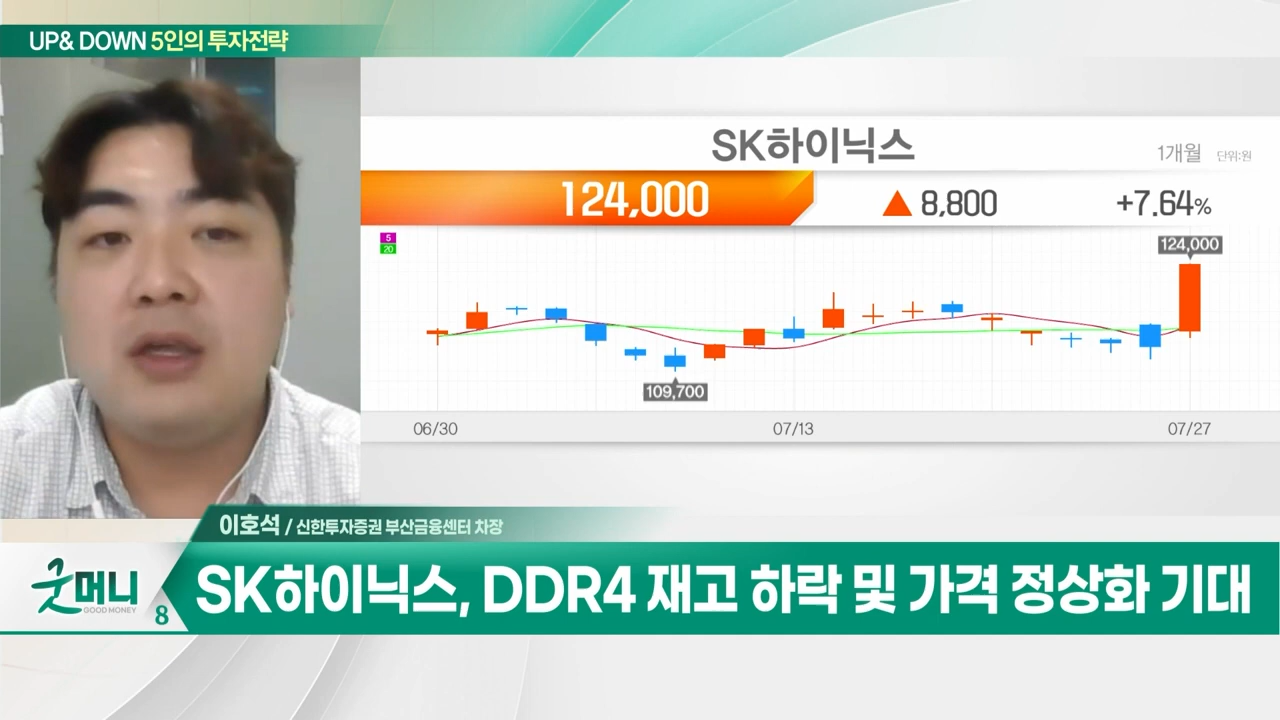 UP& DOWN 5인의 투자전략
SK하이닉스
1개월 단위:원
124,000 ▲ 8,800 +7.64%
5
20
124,000
109,700
06/30 07/13 07/27
이호석 / 신한투자증권 부산금융센터 차장
굿머니
GOOD MONEY
8
SK하이닉스, DDR4 재고 하락 및 가격 정상화 기대